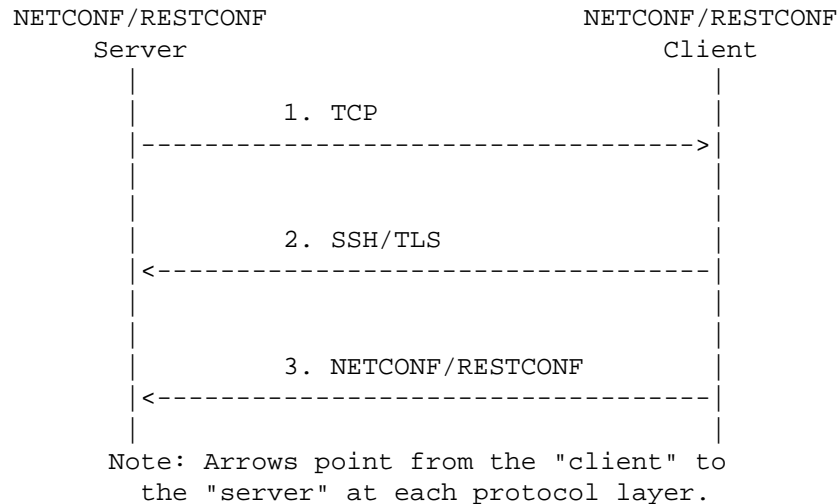 NETCONF/RESTCONF NETCONF/RESTCONF
Server Client
1. TCP
2. SSH/TLS
3. NETCONF/RESTCONF
Note: Arrows point from the "client" to
the "server" at each protocol layer.